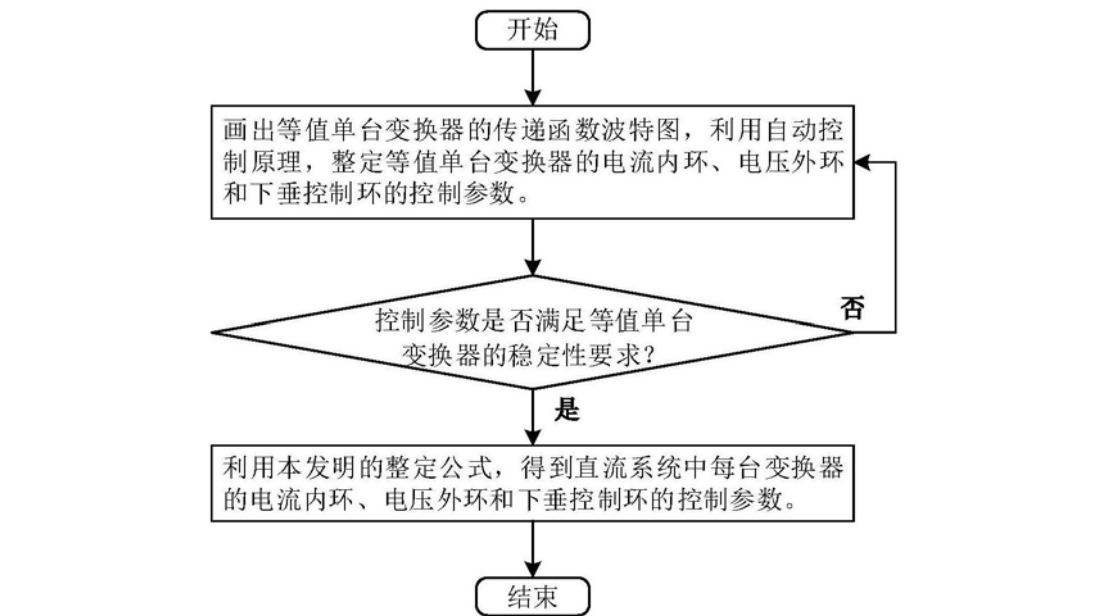 开始
画出等值单台变换器的传递函数波特图，利用自动控
制原理，整定等值单台变换器的电流内环、电压外环
和下垂控制环的控制参数。
控制参数是否满足等值单台
变换器的稳定性要求？
否
是
利用本发明的整定公式，得到直流系统中每台变换器
的电流内环、电压外环和下垂控制环的控制参数。
结束